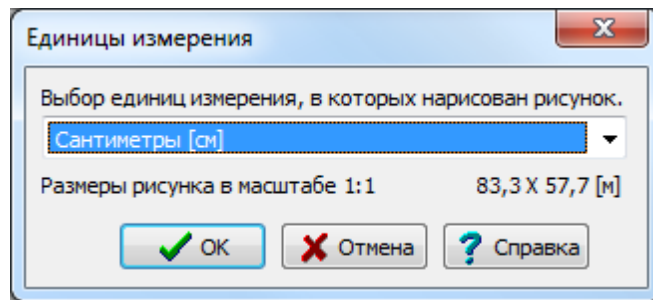 Единицы измерения
Выбор единиц измерения, в которых нарисован рисунок.
Сантиметры [см]
Размеры рисунка в масштабе 1:1 83,3 X 57,7 [м]
OK Отмена ? Справка